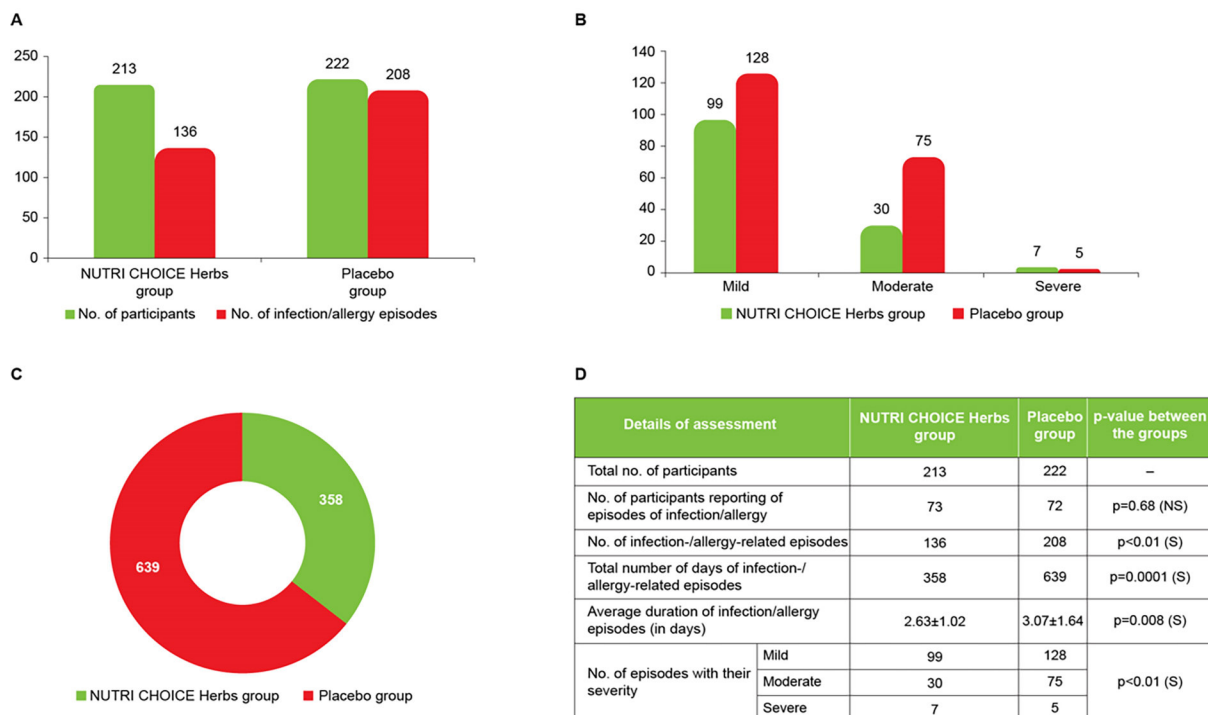 A
250
200
150
100
50
0
213
136
222
208
NUTRI CHOICE Herbs
group
Placebo
group
No. of participants
No. of infection/allergy episodes
B
140
120
100
80
60
40
20
0
99
128
30
75
7
5
Mild
Moderate
Severe
NUTRI CHOICE Herbs group
Placebo group
C
358
639
NUTRI CHOICE Herbs group
Placebo group
D
Details of assessment
NUTRI CHOICE Herbs
group
Placebo
group
p-value between
the groups
Total no. of participants
213
222
–
No. of participants reporting of
episodes of infection/allergy
73
72
p=0.68 (NS)
No. of infection-/allergy-related episodes
136
208
p<0.01 (S)
Total number of days of infection-/
allergy-related episodes
358
639
p=0.0001 (S)
Average duration of infection/allergy
episodes (in days)
2.63±1.02
3.07±1.64
p=0.008 (S)
No. of episodes with their
severity
Mild
99
128
Moderate
30
75
Severe
7
5
p<0.01 (S)